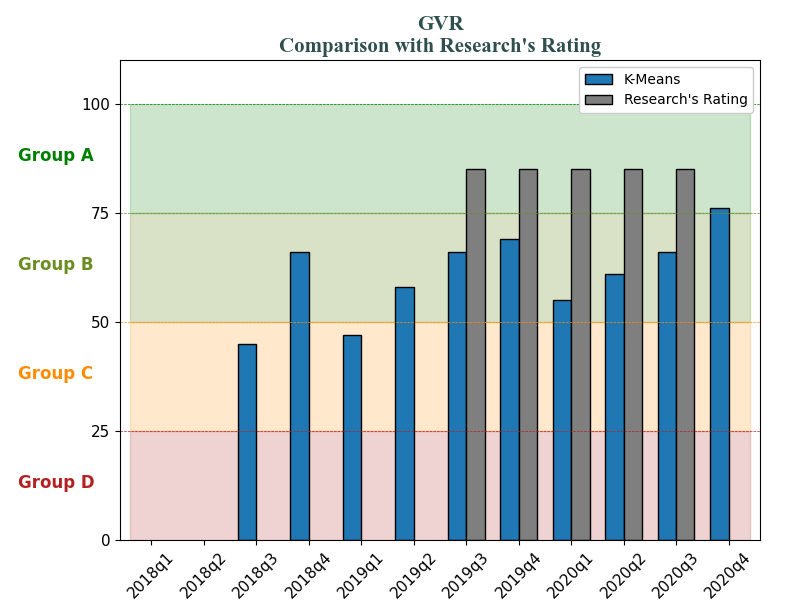 GVR
Comparison with Research's Rating
K-Means
Research's Rating
100
Group A
75
Group B
50
Group C
25
Group D
0
2018q1
2018q2
2018q3
2018q4
2019q1
2019q2
2019q3
2019q4
2020q1
2020q2
2020q3
2020q4